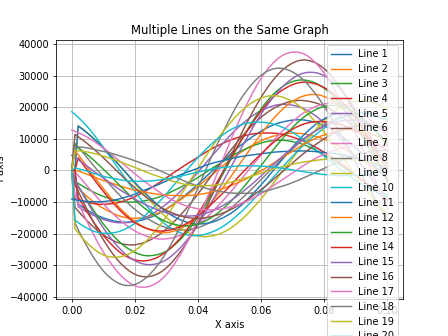 Multiple Lines on the Same Graph
40000
30000
20000
10000
0
−10000
−20000
−30000
−40000
0.00
0.02
0.04
0.06
X axis
Line 1
Line 2
Line 3
Line 4
Line 5
Line 6
Line 7
Line 8
Line 9
Line 10
Line 11
Line 12
Line 13
Line 14
Line 15
Line 16
Line 17
Line 18
Line 19